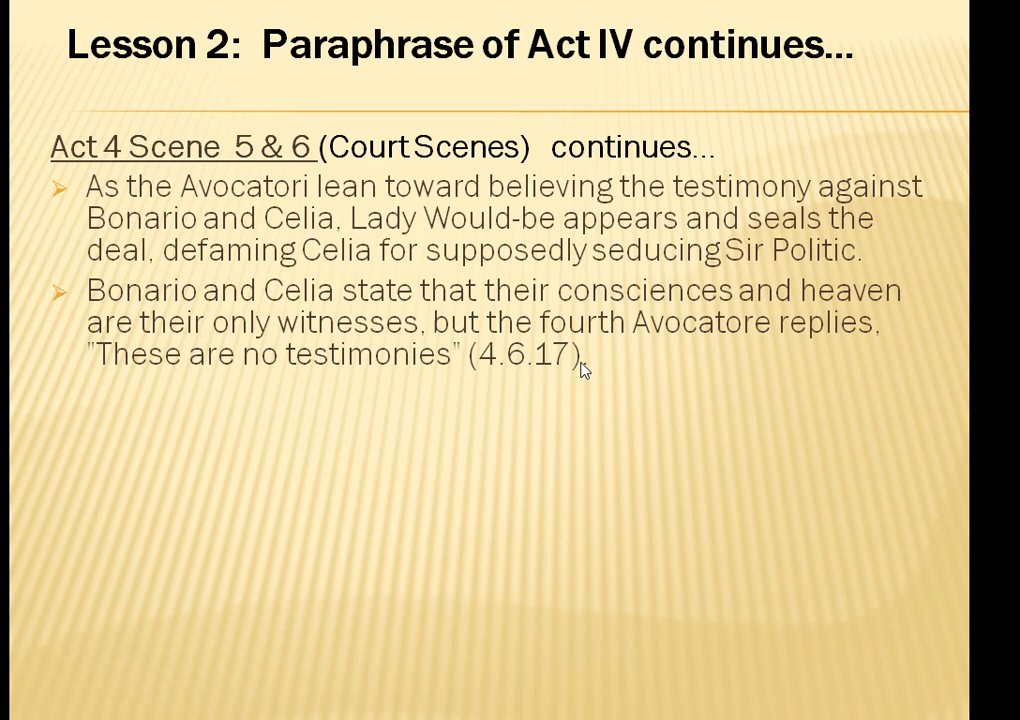 Lesson 2: Paraphrase of Act IV continues...
Act 4 Scene 5 & 6 (Court Scenes) continues...
As the Avocatori lean toward believing the testimony against
Bonario and Celia, Lady Would-be appears and seals the
deal, defaming Celia for supposedly seducing Sir Politic.
Bonario and Celia state that their consciences and heaven
are their only witnesses, but the fourth Avocatore replies,
"These are no testimonies" (4.6.17).